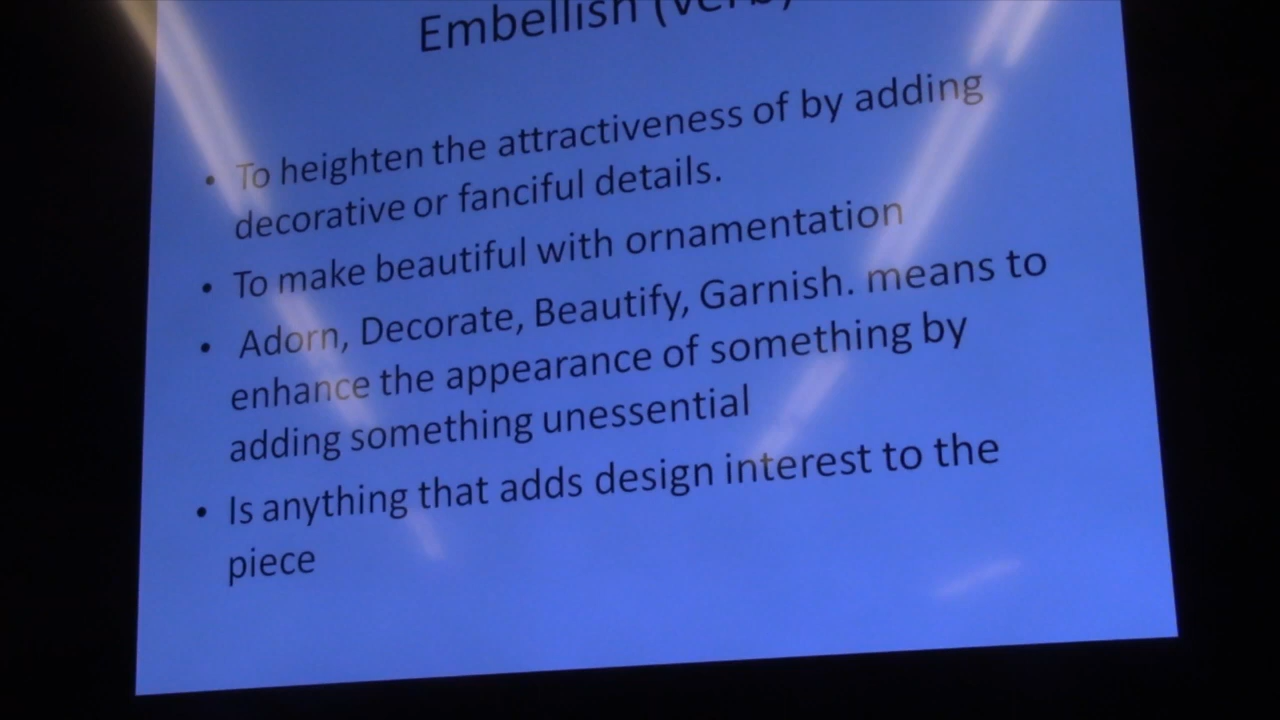 Embellish (verb)
• To heighten the attractiveness of by adding
decorative or fanciful details.
• To make beautiful with ornamentation
• Adorn, Decorate, Beautify, Garnish. means to
enhance the appearance of something by
adding something unessential
• Is anything that adds design interest to the
piece